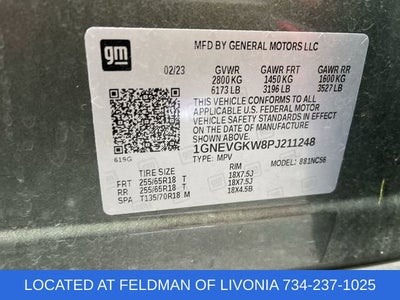 gm
MFD BY GENERAL MOTORS LLC
02/23 GVWR GAWR FRT GAWR RR
2800 KG 1450 KG 1600 KG
6173 LB 3196 LB 3527 LB
THIS VEHICLE CONFORMS TO ALL
APPLICABLE U.S. FEDERAL MOTOR
VEHICLE SAFETY STANDARDS IN EFFECT ON
THE DATE OF MANUFACTURE SHOWN ABOVE.
619G
1GNEVGKW8PJ211248
TYPE: MPV MODEL: 881NC56
TIRE SIZE RIM
FRT 255/65R18 T 18X7.5J
RR 255/65R18 T 18X7.5J
SPA T135/70R18 M 18X4.5B
LOCATED AT FELDMAN OF LIVONIA 734-237-1025